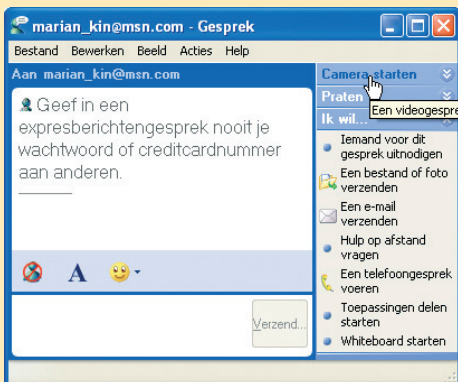 marian_kin@msn.com - Gesprek
Bestand Bewerken Beeld Acties Help
Aan marian_kin@msn.com
Geef in een
expresberichtengesprek nooit je
wachtwoord of creditcardnummer
aan anderen.
A
Verzend...
Camera starten
Praten
Een videogespre
Ik wil...
Iemand voor dit
gesprek uitnodigen
Een bestand of foto
verzenden
Een e-mail
verzenden
Hulp op afstand
vragen
Een telefoongesprek
voeren
Toepassingen delen
starten
Whiteboard starten